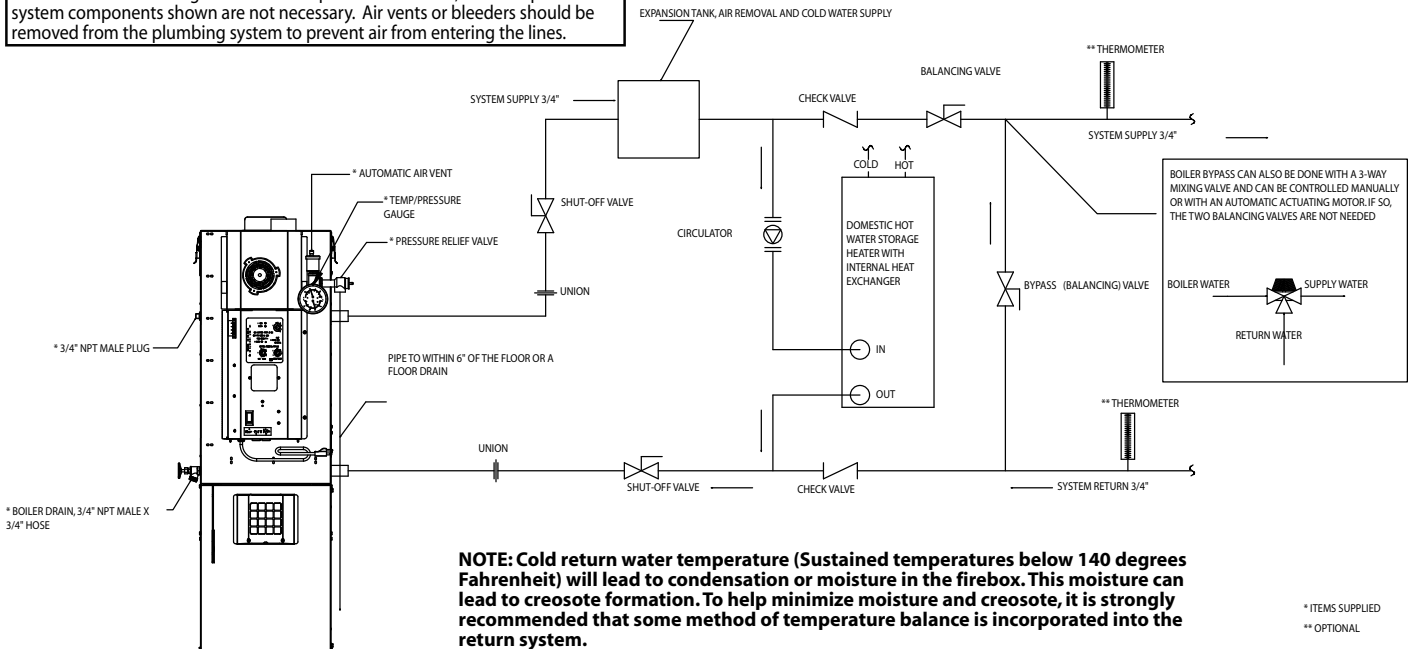 system components shown are not necessary. Air vents or bleeders should be
removed from the plumbing system to prevent air from entering the lines.
EXPANSION TANK, AIR REMOVAL AND COLD WATER SUPPLY
** THERMOMETER
BALANCING VALVE
SYSTEM SUPPLY 3/4"
CHECK VALVE
SYSTEM SUPPLY 3/4"
COLD
HOT
* AUTOMATIC AIR VENT
* TEMP/PRESSURE
GAUGE
SHUT-OFF VALVE
* PRESSURE RELIEF VALVE
CIRCULATOR
DOMESTIC HOT
WATER STORAGE
HEATER WITH
INTERNAL HEAT
EXCHANGER
BOILER BYPASS CAN ALSO BE DONE WITH A 3-WAY
MIXING VALVE AND CAN BE CONTROLLED MANUALLY
OR WITH AN AUTOMATIC ACTUATING MOTOR. IF SO,
THE TWO BALANCING VALVES ARE NOT NEEDED
UNION
BYPASS (BALANCING) VALVE
BOILER WATER
SUPPLY WATER
RETURN WATER
* 3/4" NPT MALE PLUG
PIPE TO WITHIN 6" OF THE FLOOR OR A
FLOOR DRAIN
IN
OUT
** THERMOMETER
UNION
SHUT-OFF VALVE
CHECK VALVE
SYSTEM RETURN 3/4"
* BOILER DRAIN, 3/4" NPT MALE X
3/4" HOSE
NOTE: Cold return water temperature (Sustained temperatures below 140 degrees
Fahrenheit) will lead to condensation or moisture in the firebox. This moisture can
lead to creosote formation. To help minimize moisture and creosote, it is strongly
recommended that some method of temperature balance is incorporated into the
return system.
* ITEMS SUPPLIED
** OPTIONAL